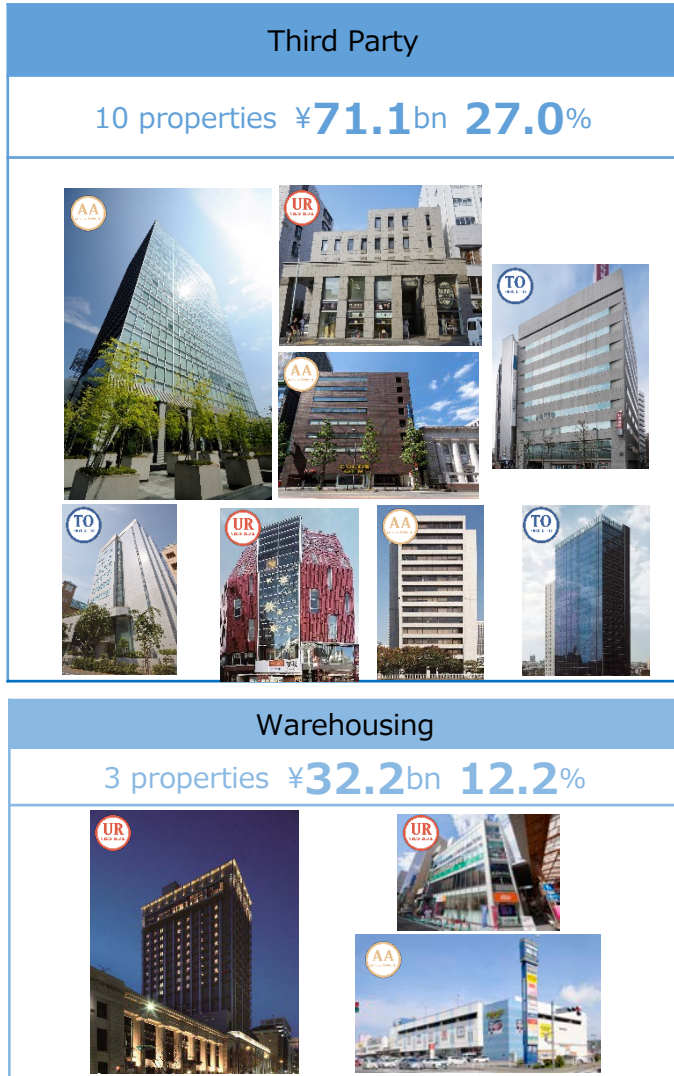 Third Party
10 properties ¥71.1bn 27.0%
AA
UR
TO
AA
TO
UR
AA
TO
Warehousing
3 properties ¥32.2bn 12.2%
UR
UR
AA